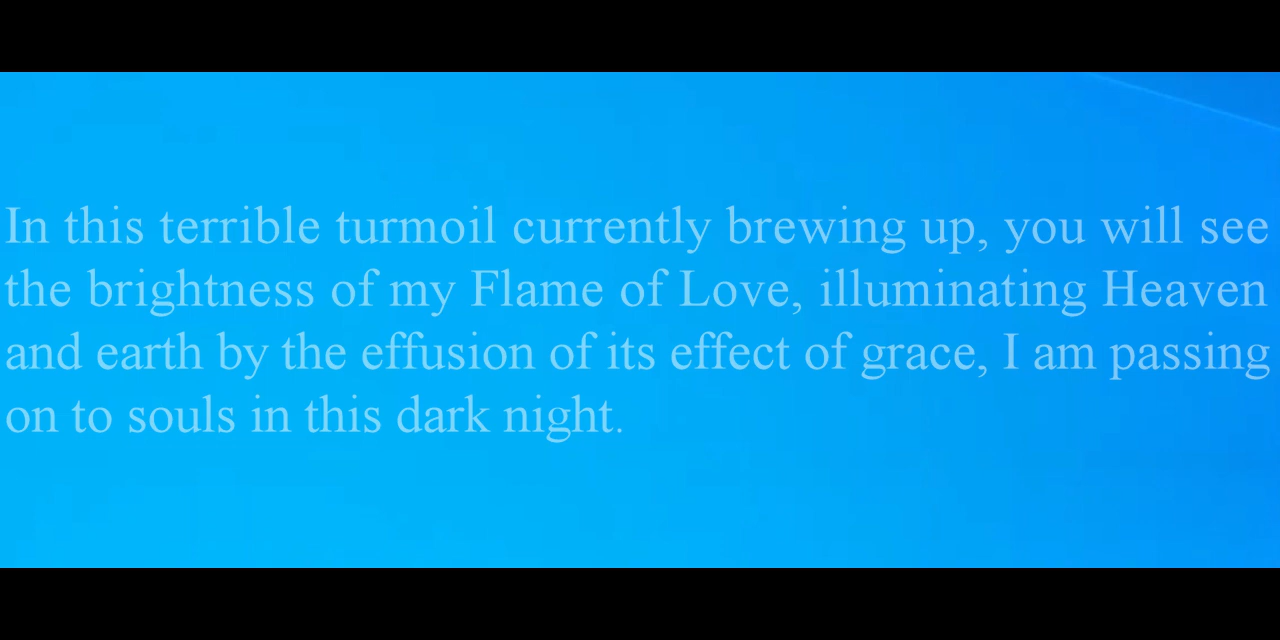 In this terrible turmoil currently brewing up, you will see
the brightness of my Flame of Love, illuminating Heaven
and earth by the effusion of its effect of grace, I am passing
on to souls in this dark night.